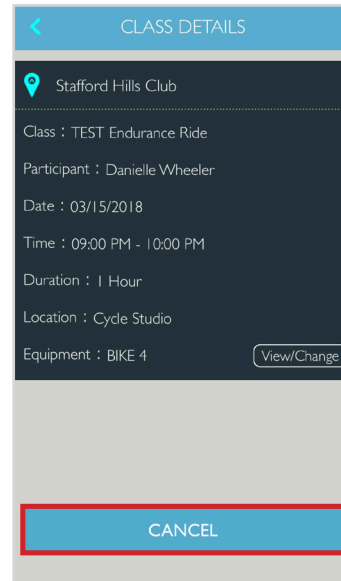 CLASS DETAILS
Stafford Hills Club
Class : TEST Endurance Ride
Participant : Danielle Wheeler
Date : 03/15/2018
Time : 09:00 PM - 10:00 PM
Duration : 1 Hour
Location : Cycle Studio
Equipment : BIKE 4 View/Change
CANCEL